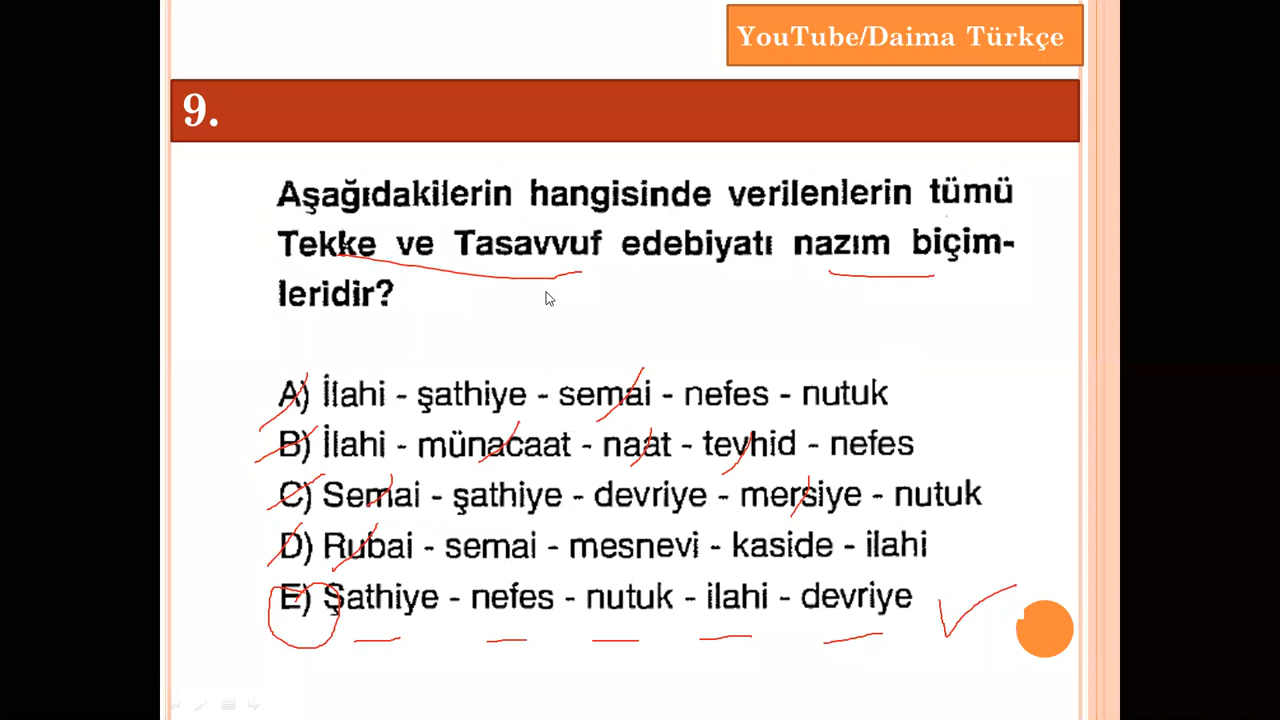 YouTube/Daima Türkçe
9.
Aşağıdakilerin hangisinde verilenlerin tümü
Tekke ve Tasavvuf edebiyatı nazım biçim-
leridir?
A) İlahi - şathiye - semai - nefes - nutuk
B) İlahi - münacaat - naat - tevhid - nefes
C) Semai - şathiye - devriye - mersiye - nutuk
D) Rubai - semai - mesnevi - kaside - ilahi
E) Şathiye - nefes - nutuk - ilahi - devriye